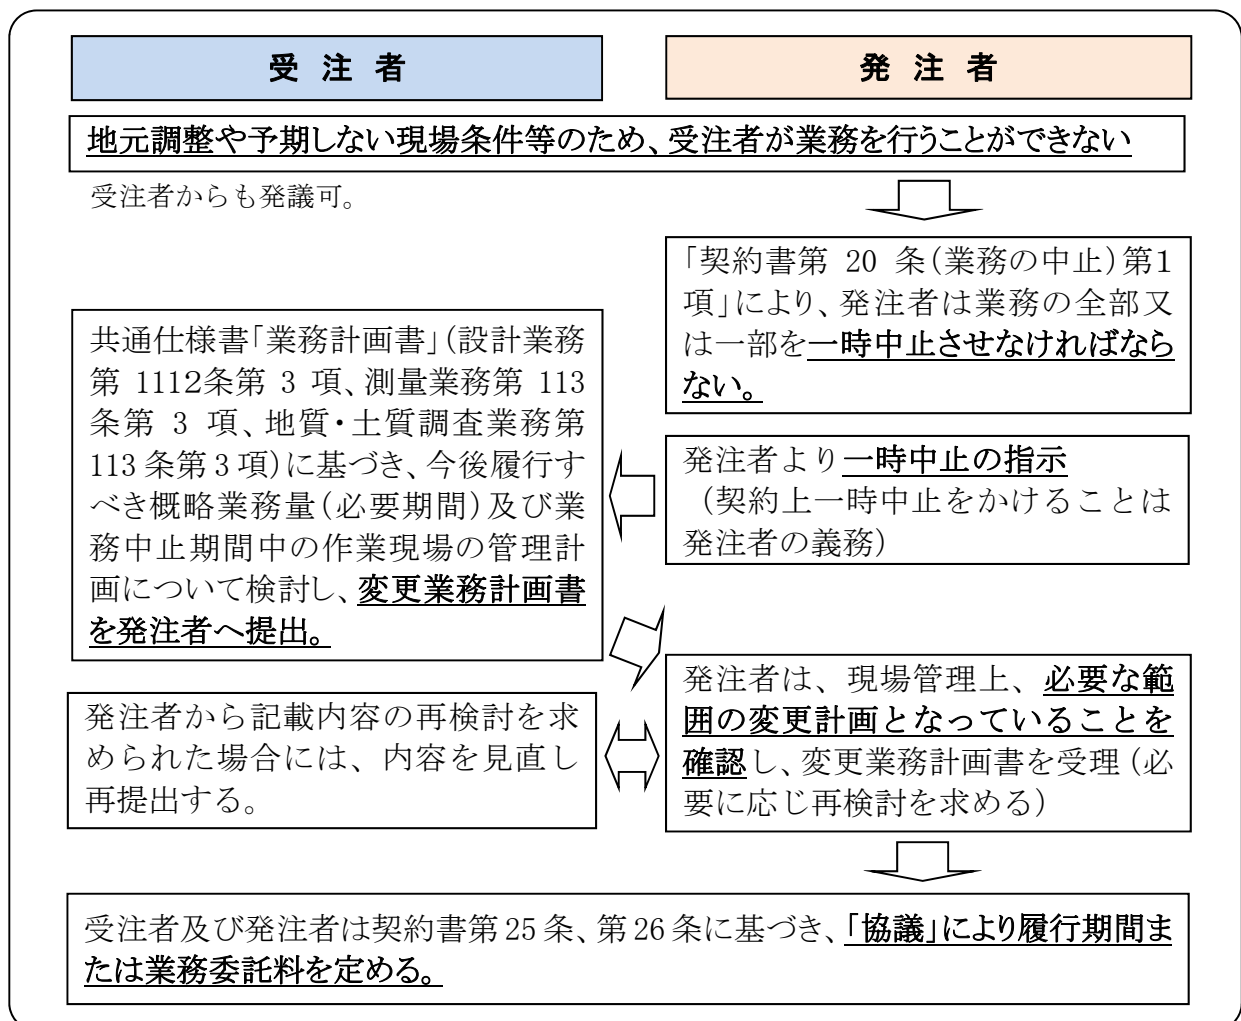 受 注 者
発 注 者
地元調整や予期しない現場条件等のため、受注者が業務を行うことができない
受注者からも発議可。
「契約書第 20 条(業務の中止)第1
項」により、発注者は業務の全部又
は一部を一時中止させなければなら
ない。
発注者より一時中止の指示
(契約上一時中止をかけることは
発注者の義務)
共通仕様書「業務計画書」(設計業務
第 1112条第 3 項、測量業務第 113
条第 3 項、地質・土質調査業務第
113 条第3項)に基づき、今後履行す
べき概略業務量(必要期間)及び業
務中止期間中の作業現場の管理計
画について検討し、変更業務計画書
を発注者へ提出。
発注者は、現場管理上、必要な範
囲の変更計画となっていることを
確認し、変更業務計画書を受理(必
要に応じ再検討を求める)
発注者から記載内容の再検討を求
められた場合には、内容を見直し
再提出する。
受注者及び発注者は契約書第25条、第26条に基づき、「協議」により履行期間ま
たは業務委託料を定める。